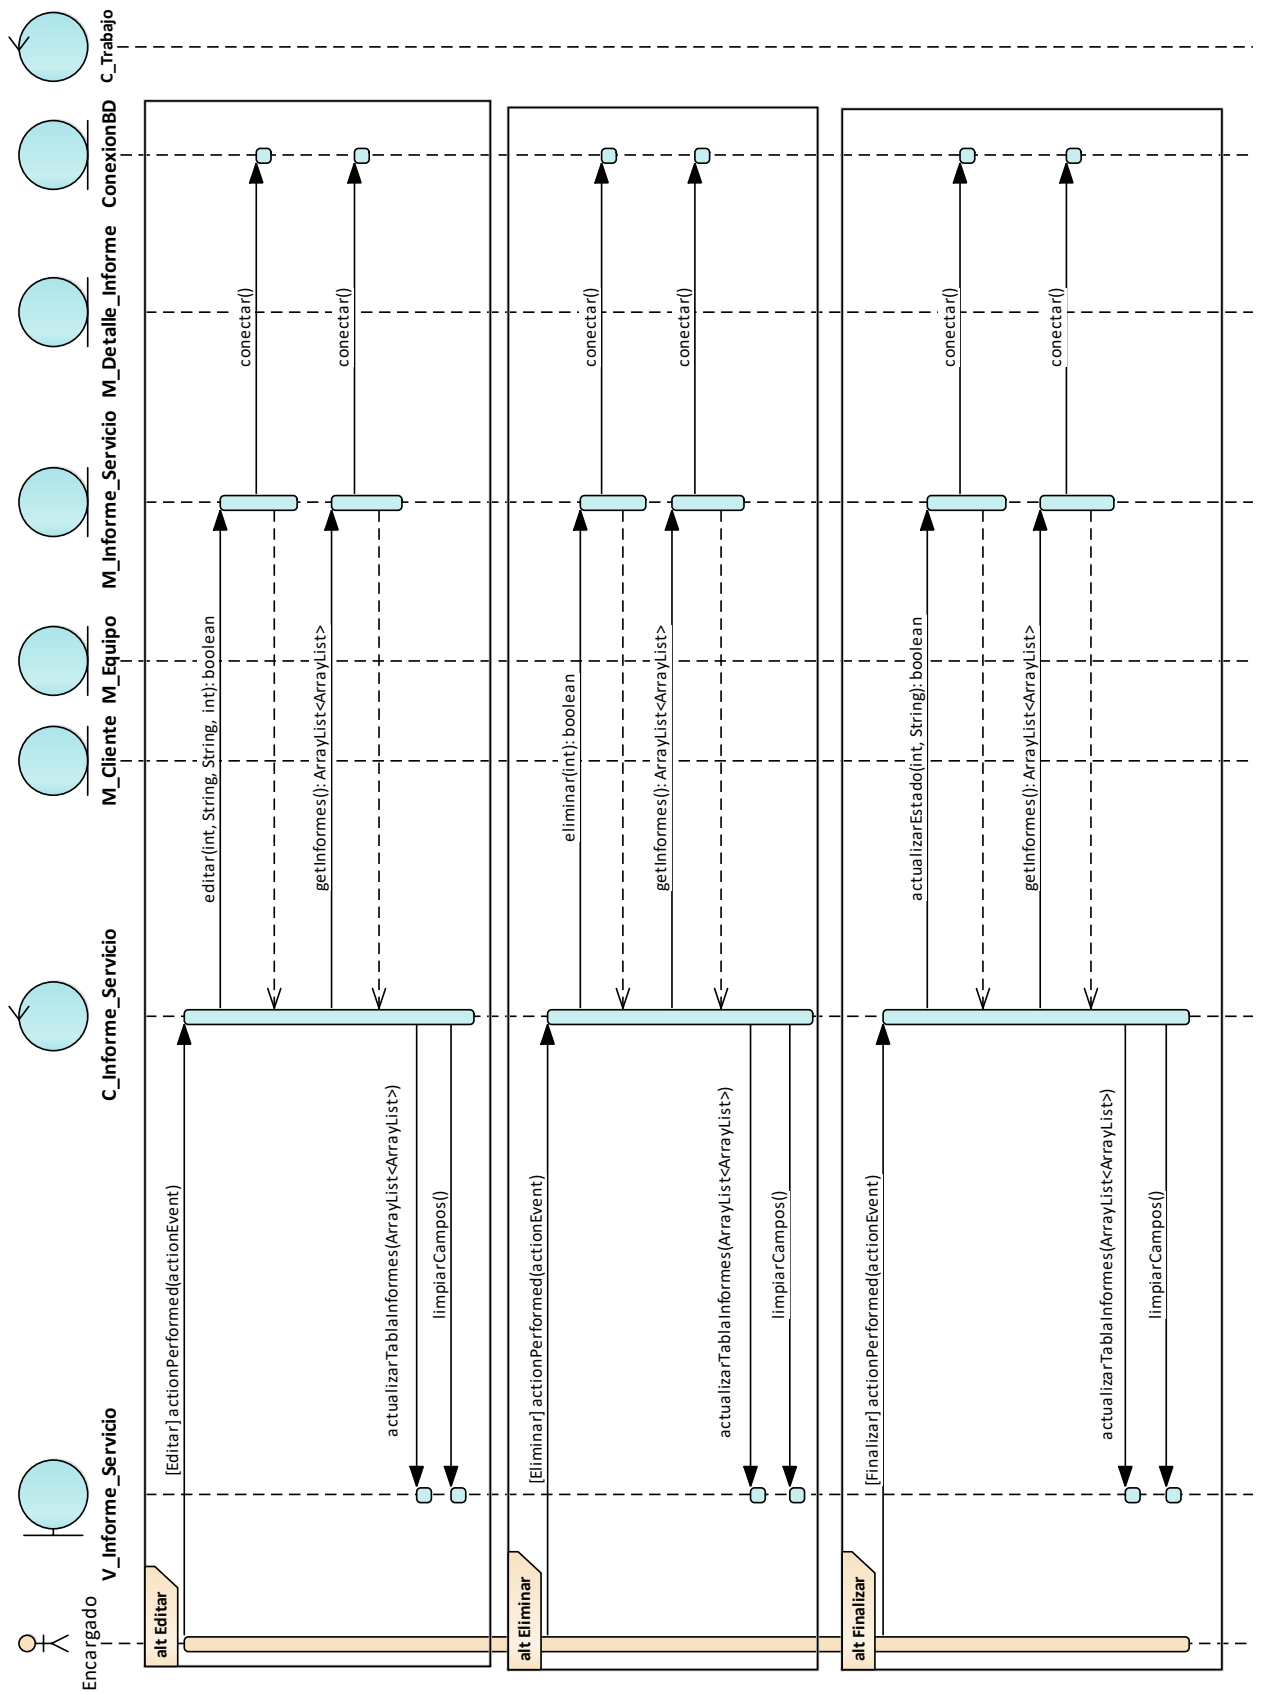 Encargado
V_Informe_Servicio
C_Informe_Servicio
M_Cliente
M_Equipo
M_Informe_Servicio
M_Detalle_Informe
ConexionBD
C_Trabajo
alt Editar
[Editar] actionPerformed(actionEvent)
editar(int, String, String, int): boolean
conectar()
getInformes(): ArrayList<ArrayList>
conectar()
actualizarTablaInformes(ArrayList<ArrayList>)
limpiarCampos()
alt Eliminar
[Eliminar] actionPerformed(actionEvent)
eliminar(int): boolean
conectar()
getInformes(): ArrayList<ArrayList>
conectar()
actualizarTablaInformes(ArrayList<ArrayList>)
limpiarCampos()
alt Finalizar
[Finalizar] actionPerformed(actionEvent)
actualizarEstado(int, String): boolean
conectar()
getInformes(): ArrayList<ArrayList>
conectar()
actualizarTablaInformes(ArrayList<ArrayList>)
limpiarCampos()